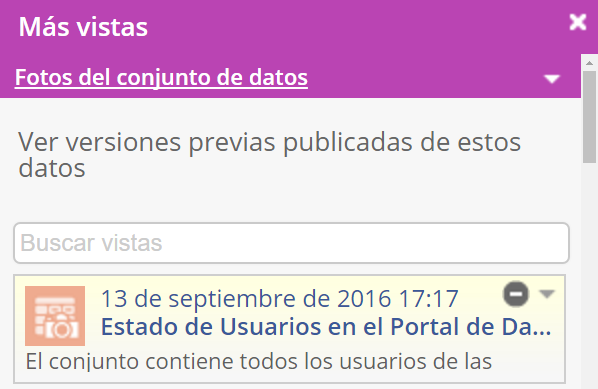 Más vistas
Fotos del conjunto de datos
Ver versiones previas publicadas de estos
datos
Buscar vistas
13 de septiembre de 2016 17:17
Estado de Usuarios en el Portal de Da...
El conjunto contiene todos los usuarios de las